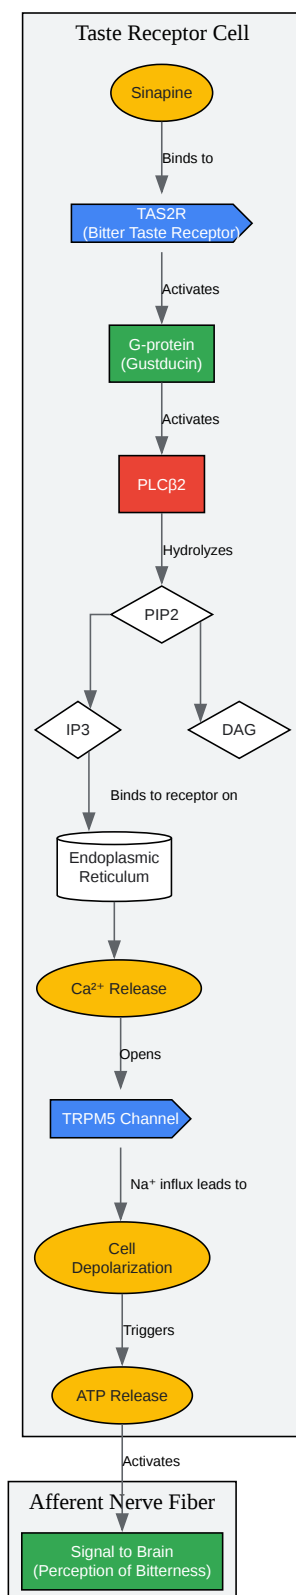 Taste Receptor Cell
Sinapine
Binds to
TAS2R
(Bitter Taste Receptor)
Activates
G-protein
(Gustducin)
Activates
PLCβ2
Hydrolyzes
PIP2
IP3
DAG
Binds to receptor on
Endoplasmic
Reticulum
Ca²⁺ Release
Opens
TRPM5 Channel
Na⁺ influx leads to
Cell
Depolarization
Triggers
ATP Release
Activates
Afferent Nerve Fiber
Signal to Brain
(Perception of Bitterness)